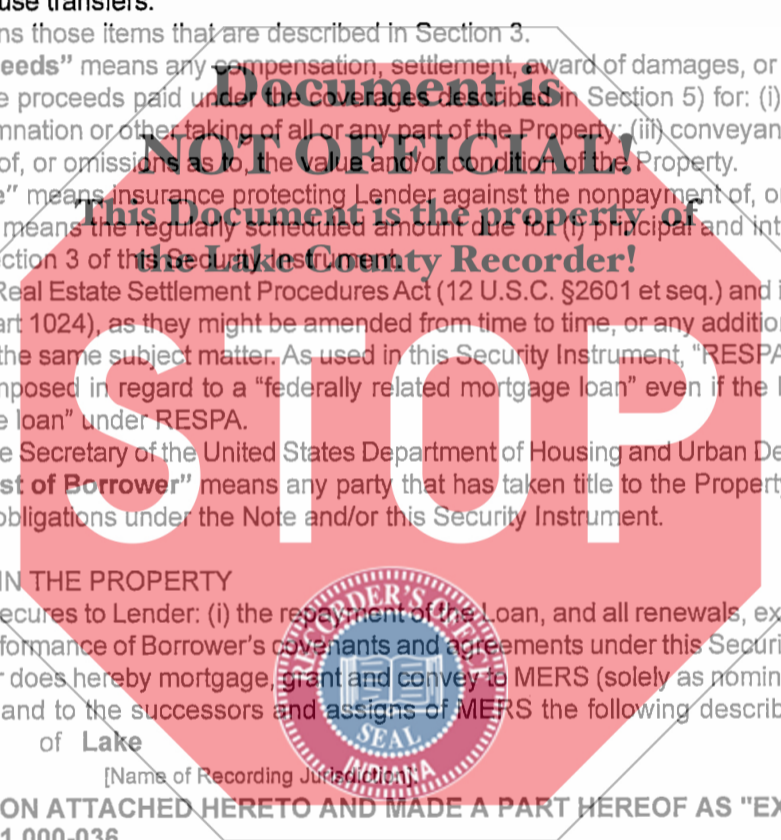 use transfers.
ns those items that are described in Section 3.
eeds” means any compensation, settlement, award of damages, or
e proceeds paid under the coverages described in Section 5) for: (i)
mnation or other taking of all or any part of the Property; (iii) conveyan
of, or omissions as to, the value and/or condition of the Property.
e” means insurance protecting Lender against the nonpayment of, o
means the regularly scheduled amount due for (i) principal and int
ction 3 of this Security Instrument.
Real Estate Settlement Procedures Act (12 U.S.C. §2601 et seq.) and i
art 1024), as they might be amended from time to time, or any additio
the same subject matter. As used in this Security Instrument, “RESPA
mposed in regard to a “federally related mortgage loan” even if the
e loan” under RESPA.
e Secretary of the United States Department of Housing and Urban De
st of Borrower” means any party that has taken title to the Property
obligations under the Note and/or this Security Instrument.
IN THE PROPERTY
ecures to Lender: (i) the repayment of the Loan, and all renewals, ex
formance of Borrower’s covenants and agreements under this Securi
r does hereby mortgage, grant and convey to MERS (solely as nomin
and to the successors and assigns of MERS the following describ
of Lake
[Name of Recording Jurisdiction]:
ON ATTACHED HERETO AND MADE A PART HEREOF AS "EX
1 000-036
Document is
NOT OFFICIAL!
This Document is the property of
the Lake County Recorder!
STOP
RECORDER'S OFFICE
SEAL
INDIANA